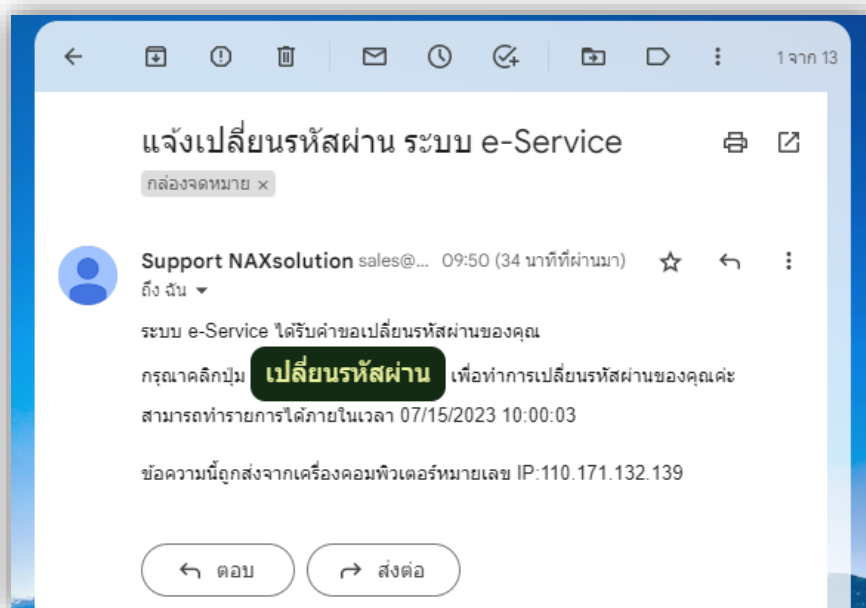 1 จาก 13
แจ้งเปลี่ยนรหัสผ่าน ระบบ e-Service
กล่องจดหมาย ×
Support NAXsolution sales@... 09:50 (34 นาทีที่ผ่านมา)
ถึง ฉัน
ระบบ e-Service ได้รับคำขอเปลี่ยนรหัสผ่านของคุณ
กรุณาคลิกปุ่ม เปลี่ยนรหัสผ่าน เพื่อทำการเปลี่ยนรหัสผ่านของคุณค่ะ
สามารถทำรายการได้ภายในเวลา 07/15/2023 10:00:03
ข้อความนี้ถูกส่งจากเครื่องคอมพิวเตอร์หมายเลข IP:110.171.132.139
ตอบ ส่งต่อ